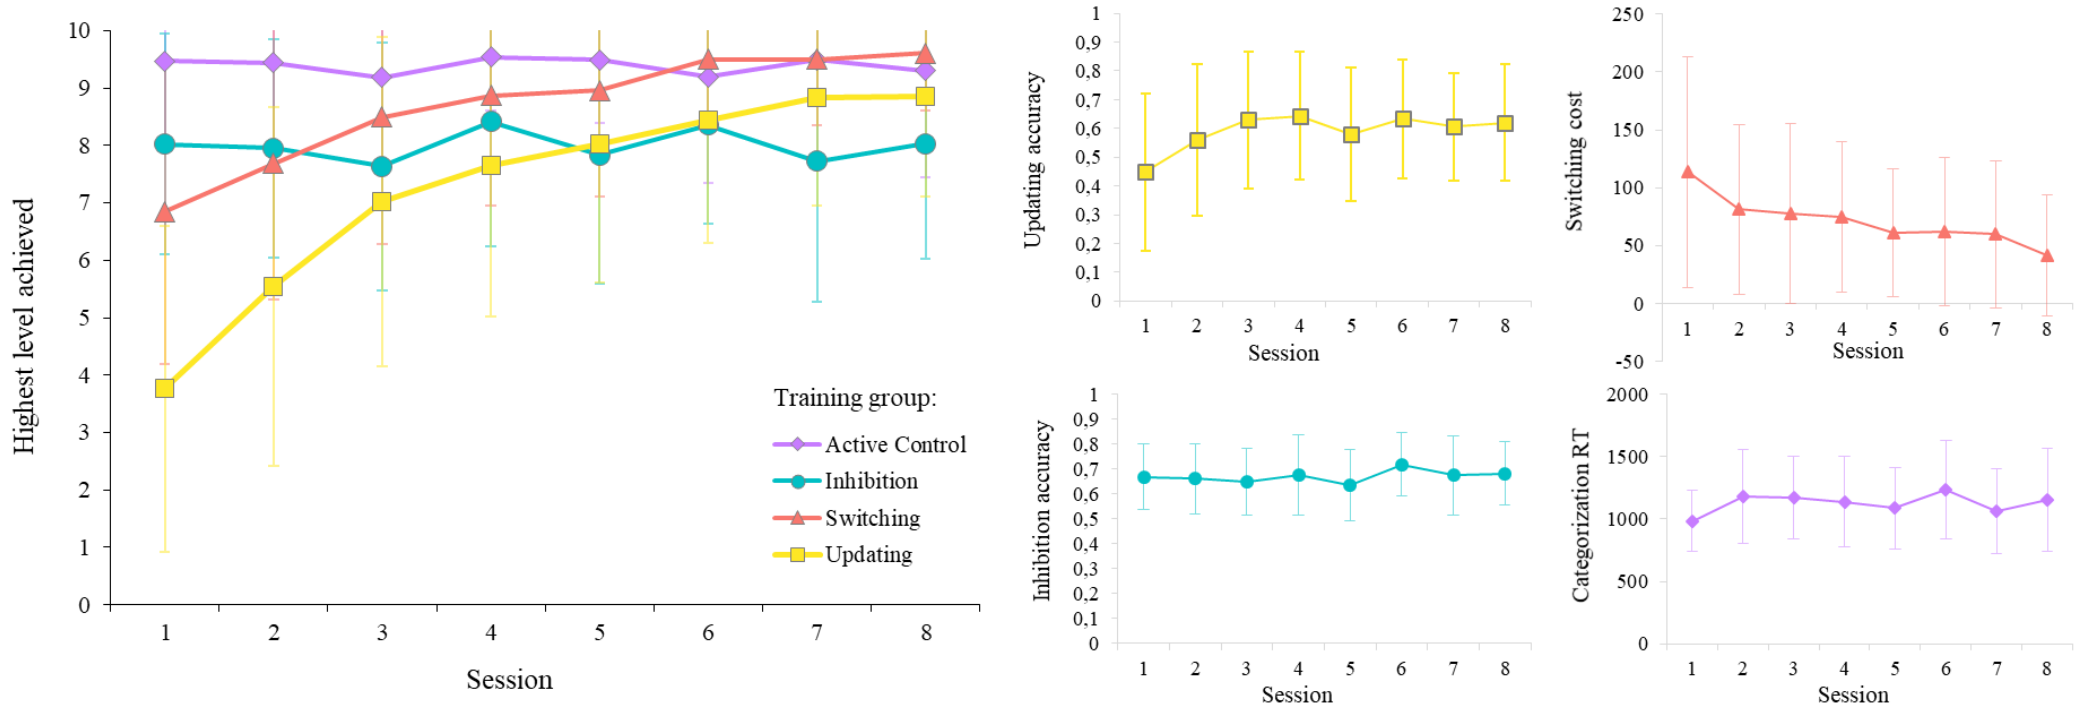 Highest level achieved
10
9
8
7
6
5
4
3
2
1
0
1 2 3 4 5 6 7 8
Session
Training group:
Active Control
Inhibition
Switching
Updating
Updating accuracy
1
0,9
0,8
0,7
0,6
0,5
0,4
0,3
0,2
0,1
0
1 2 3 4 5 6 7 8
Session
Switching cost
250
200
150
100
50
0
-50
1 2 3 4 5 6 7 8
Session
Inhibition accuracy
1
0,9
0,8
0,7
0,6
0,5
0,4
0,3
0,2
0,1
0
1 2 3 4 5 6 7 8
Session
Categorization RT
2000
1500
1000
500
0
1 2 3 4 5 6 7 8
Session